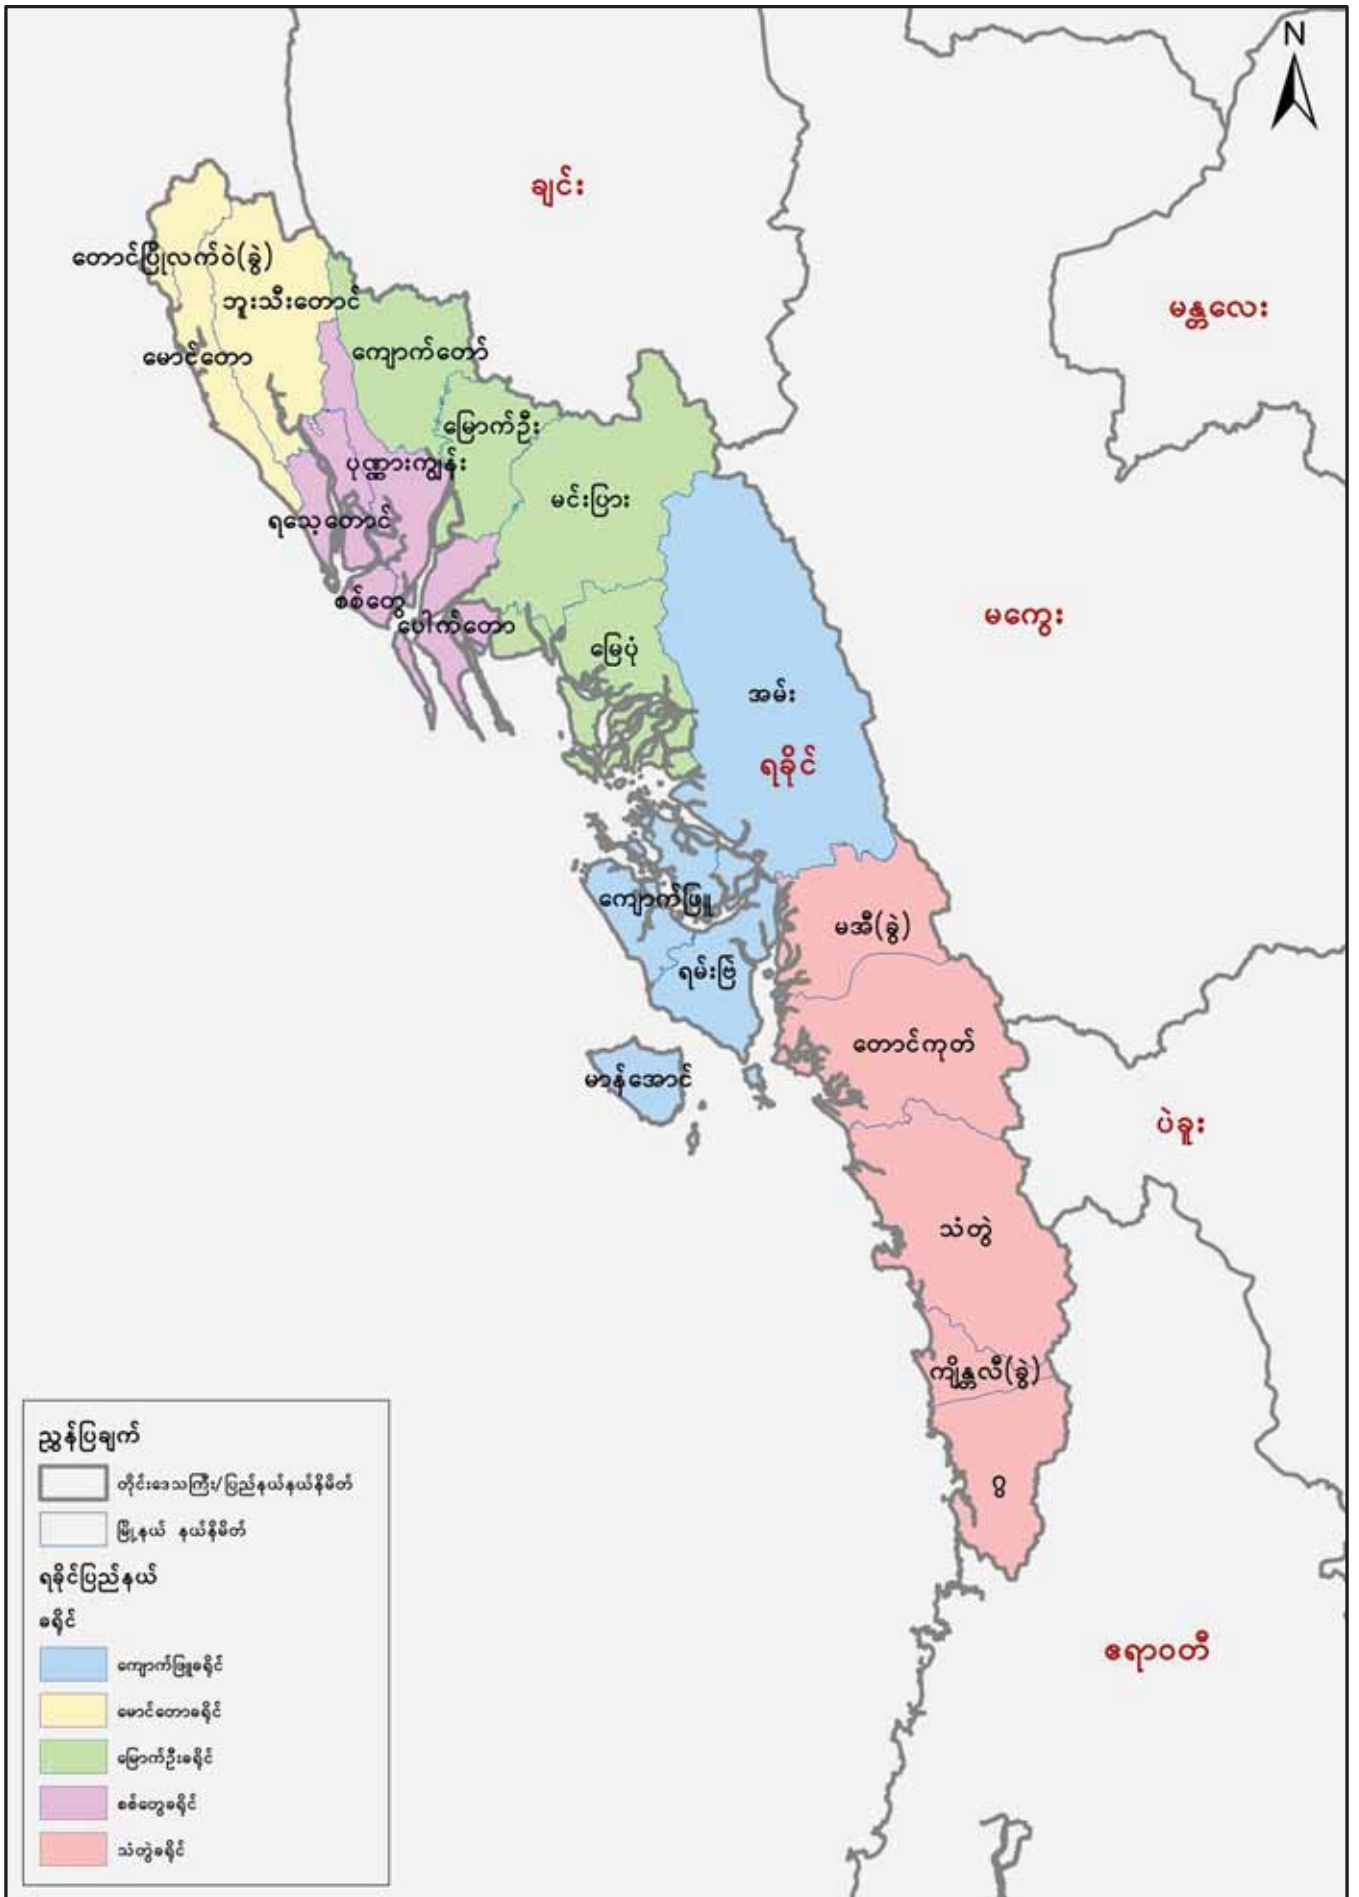 N
ချင်း
တောင်ပြိုလက်ဝဲ(ခွဲ)
ဘူးသီးတောင်
မန္တလေး
မောင်တော
ကျောက်တော်
မြောက်ဦး
ပုဏ္ဏားကျွန်း
မင်းပြား
ရသေ့တောင်
စစ်တွေ
မကွေး
ပေါက်တော
မြေပုံ
အမ်း
ရခိုင်
ကျောက်ဖြူ
မအီ(ခွဲ)
ရမ်းဗြဲ
တောင်ကုတ်
မာန်အောင်
ပဲခူး
သံတွဲ
ကျိန္တလီ(ခွဲ)
ဂွ
ညွှန်ပြချက်
တိုင်းဒေသကြီး/ပြည်နယ်နယ်နိမိတ်
မြို့နယ် နယ်နိမိတ်
ရခိုင်ပြည်နယ်
ခရိုင်
ကျောက်ဖြူခရိုင်
မောင်တောခရိုင်
မြောက်ဦးခရိုင်
စစ်တွေခရိုင်
သံတွဲခရိုင်
ဧရာဝတီ